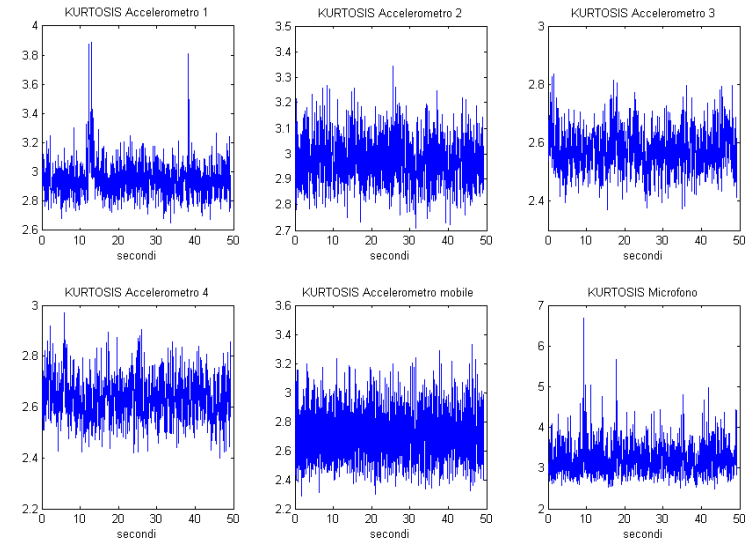 KURTOSIS Accelerometro 1
4
3.8
3.6
3.4
3.2
3
2.8
2.6
0 10 20 30 40 50
secondi
KURTOSIS Accelerometro 2
3.5
3.4
3.3
3.2
3.1
3
2.9
2.8
2.7
0 10 20 30 40 50
secondi
KURTOSIS Accelerometro 3
3
2.8
2.6
2.4
0 10 20 30 40 50
secondi
KURTOSIS Accelerometro 4
3
2.8
2.6
2.4
2.2
0 10 20 30 40 50
secondi
KURTOSIS Accelerometro mobile
3.6
3.4
3.2
3
2.8
2.6
2.4
2.2
0 10 20 30 40 50
secondi
KURTOSIS Microfono
7
6
5
4
3
2
0 10 20 30 40 50
secondi